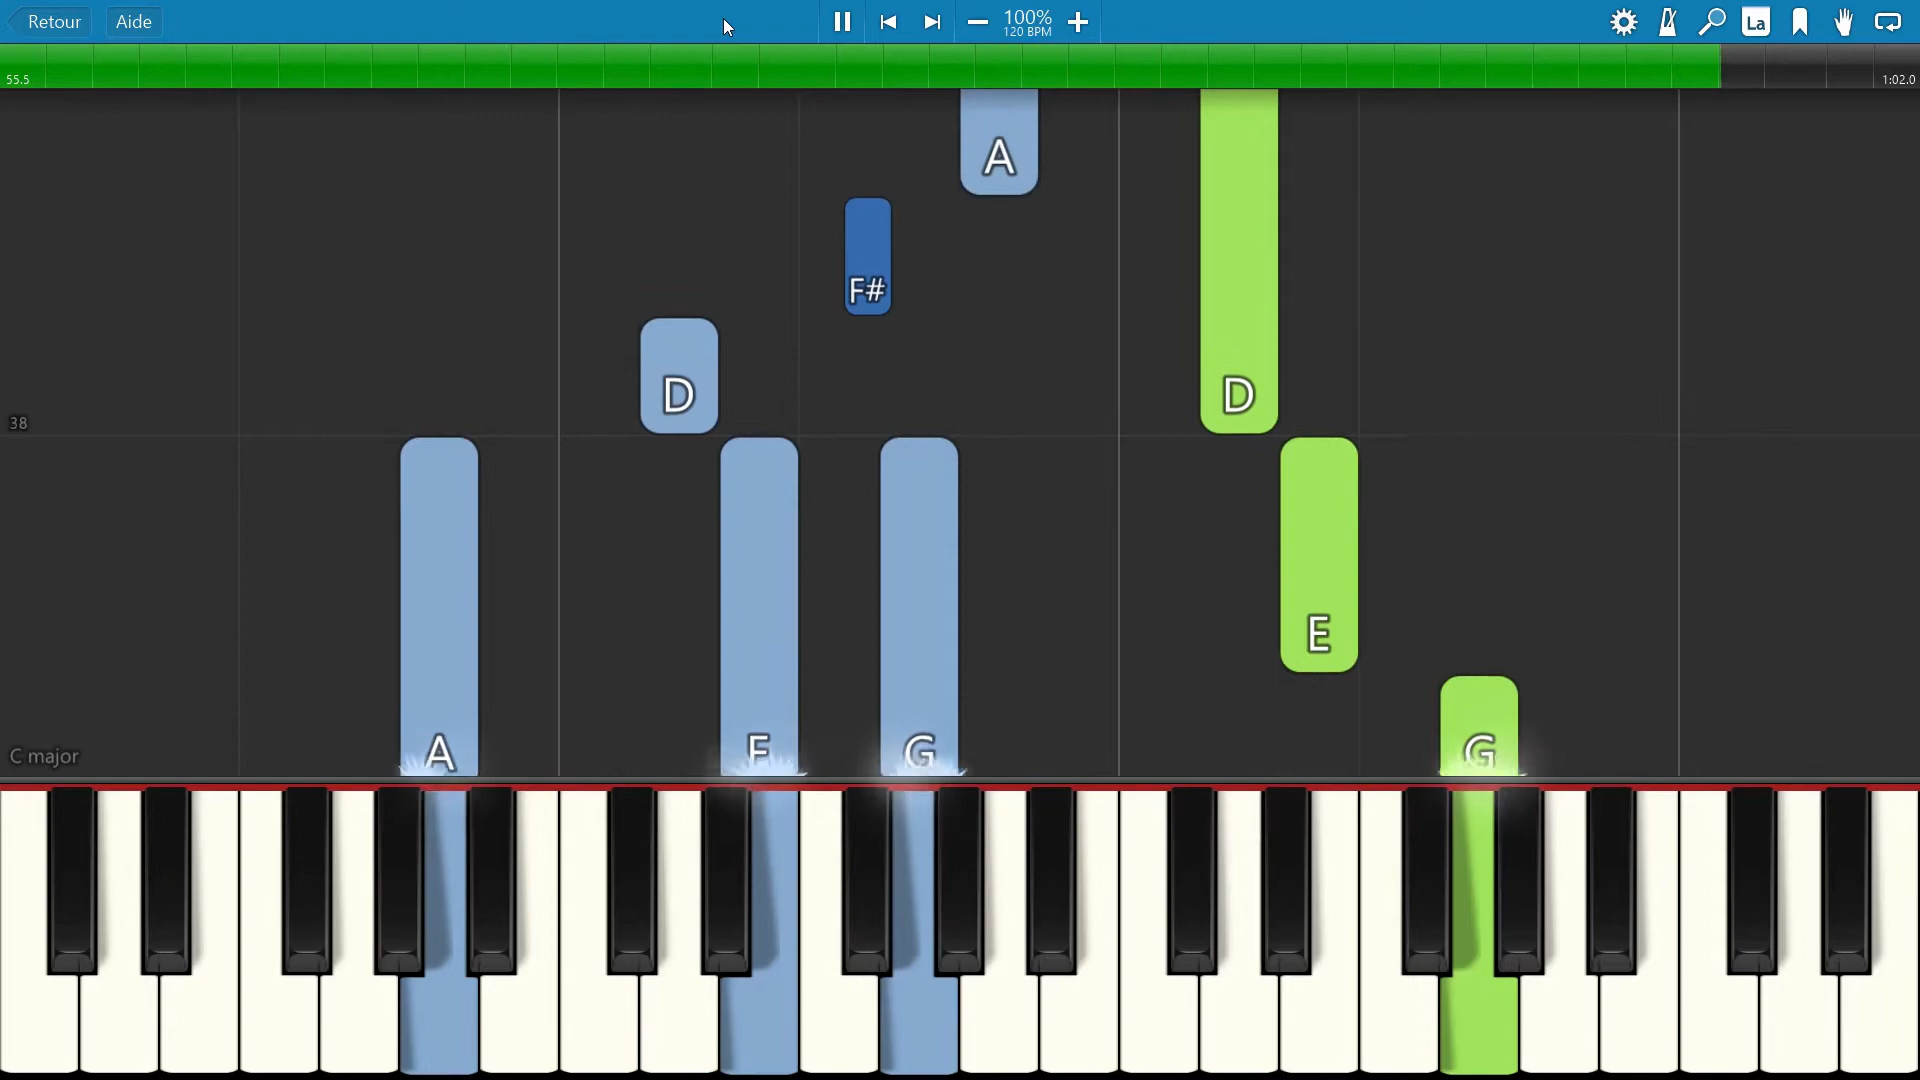 Retour Aide 100% La
120 BPM
55.5 1:02.0
A
F#
D D
38
E
A E G G
C major